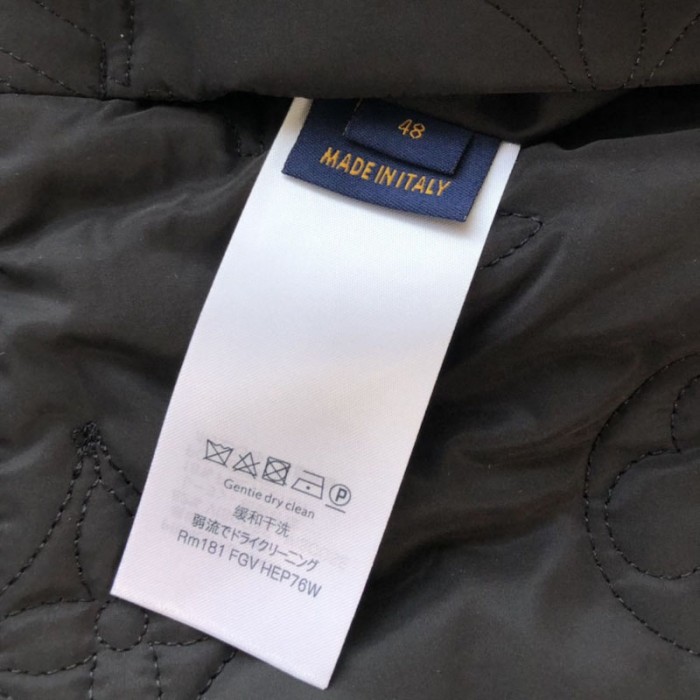 48
MADE IN ITALY
P
Gentle dry clean
缓和干洗
弱流でドライクリーニング
Rm181 FGV HEP76W